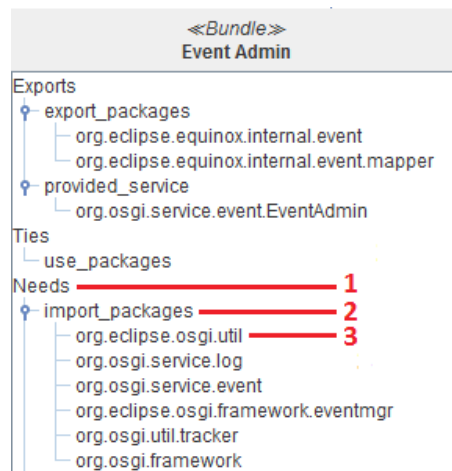 ≪Bundle≫
Event Admin
Exports
export_packages
org.eclipse.equinox.internal.event
org.eclipse.equinox.internal.event.mapper
provided_service
org.osgi.service.event.EventAdmin
Ties
use_packages
Needs 1
import_packages 2
org.eclipse.osgi.util 3
org.osgi.service.log
org.osgi.service.event
org.eclipse.osgi.framework.eventmgr
org.osgi.util.tracker
org.osgi.framework